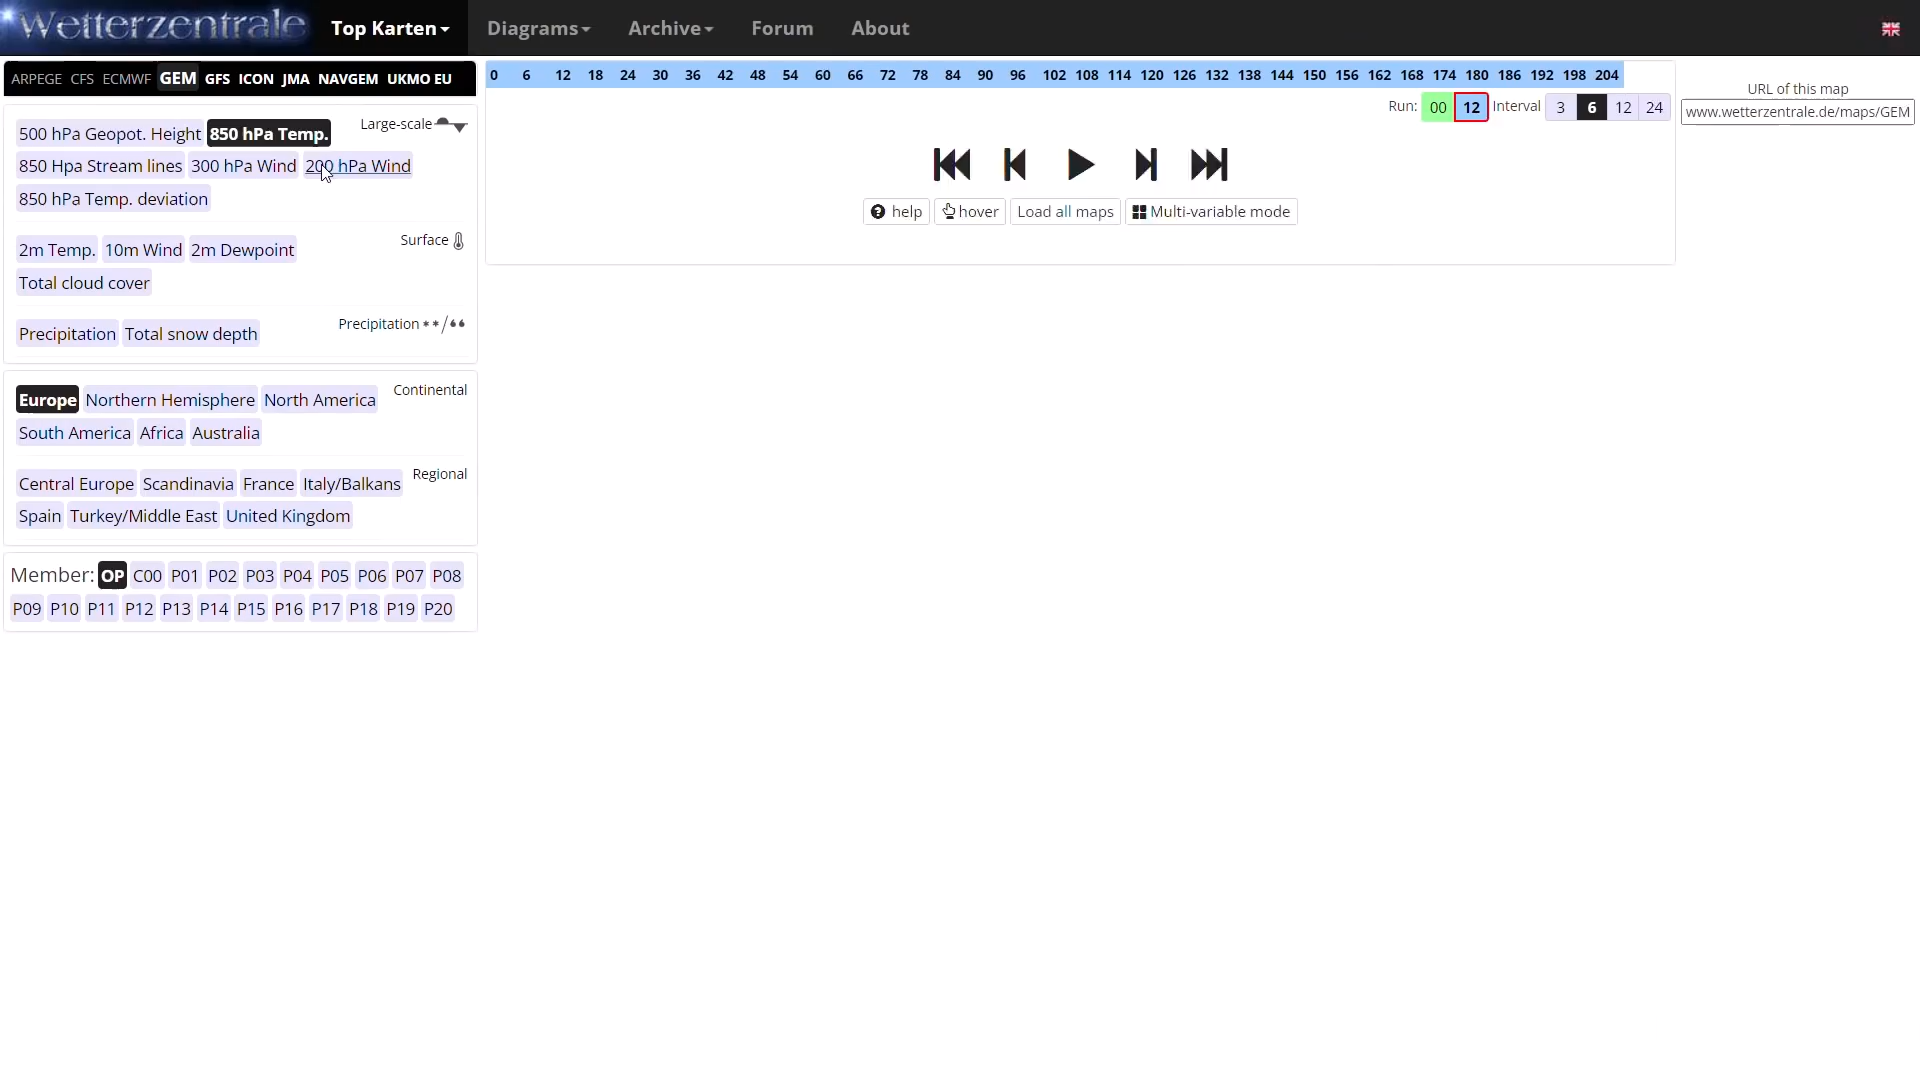 Wetterzentrale Top Karten Diagrams Archive Forum About
ARPEGE CFS ECMWF GEM GFS ICON JMA NAVGEM UKMO EU
500 hPa Geopot. Height 850 hPa Temp. Large-scale
850 Hpa Stream lines 300 hPa Wind 200 hPa Wind
850 hPa Temp. deviation
2m Temp. 10m Wind 2m Dewpoint Surface
Total cloud cover
Precipitation Total snow depth Precipitation **/
Europe Northern Hemisphere North America Continental
South America Africa Australia
Central Europe Scandinavia France Italy/Balkans Regional
Spain Turkey/Middle East United Kingdom
Member: OP C00 P01 P02 P03 P04 P05 P06 P07 P08
P09 P10 P11 P12 P13 P14 P15 P16 P17 P18 P19 P20
0 6 12 18 24 30 36 42 48 54 60 66 72 78 84 90 96 102 108 114 120 126 132 138 144 150 156 162 168 174 180 186 192 198 204
Run: 00 12 Interval 3 6 12 24
help hover Load all maps Multi-variable mode
URL of this map
www.wetterzentrale.de/maps/GEM